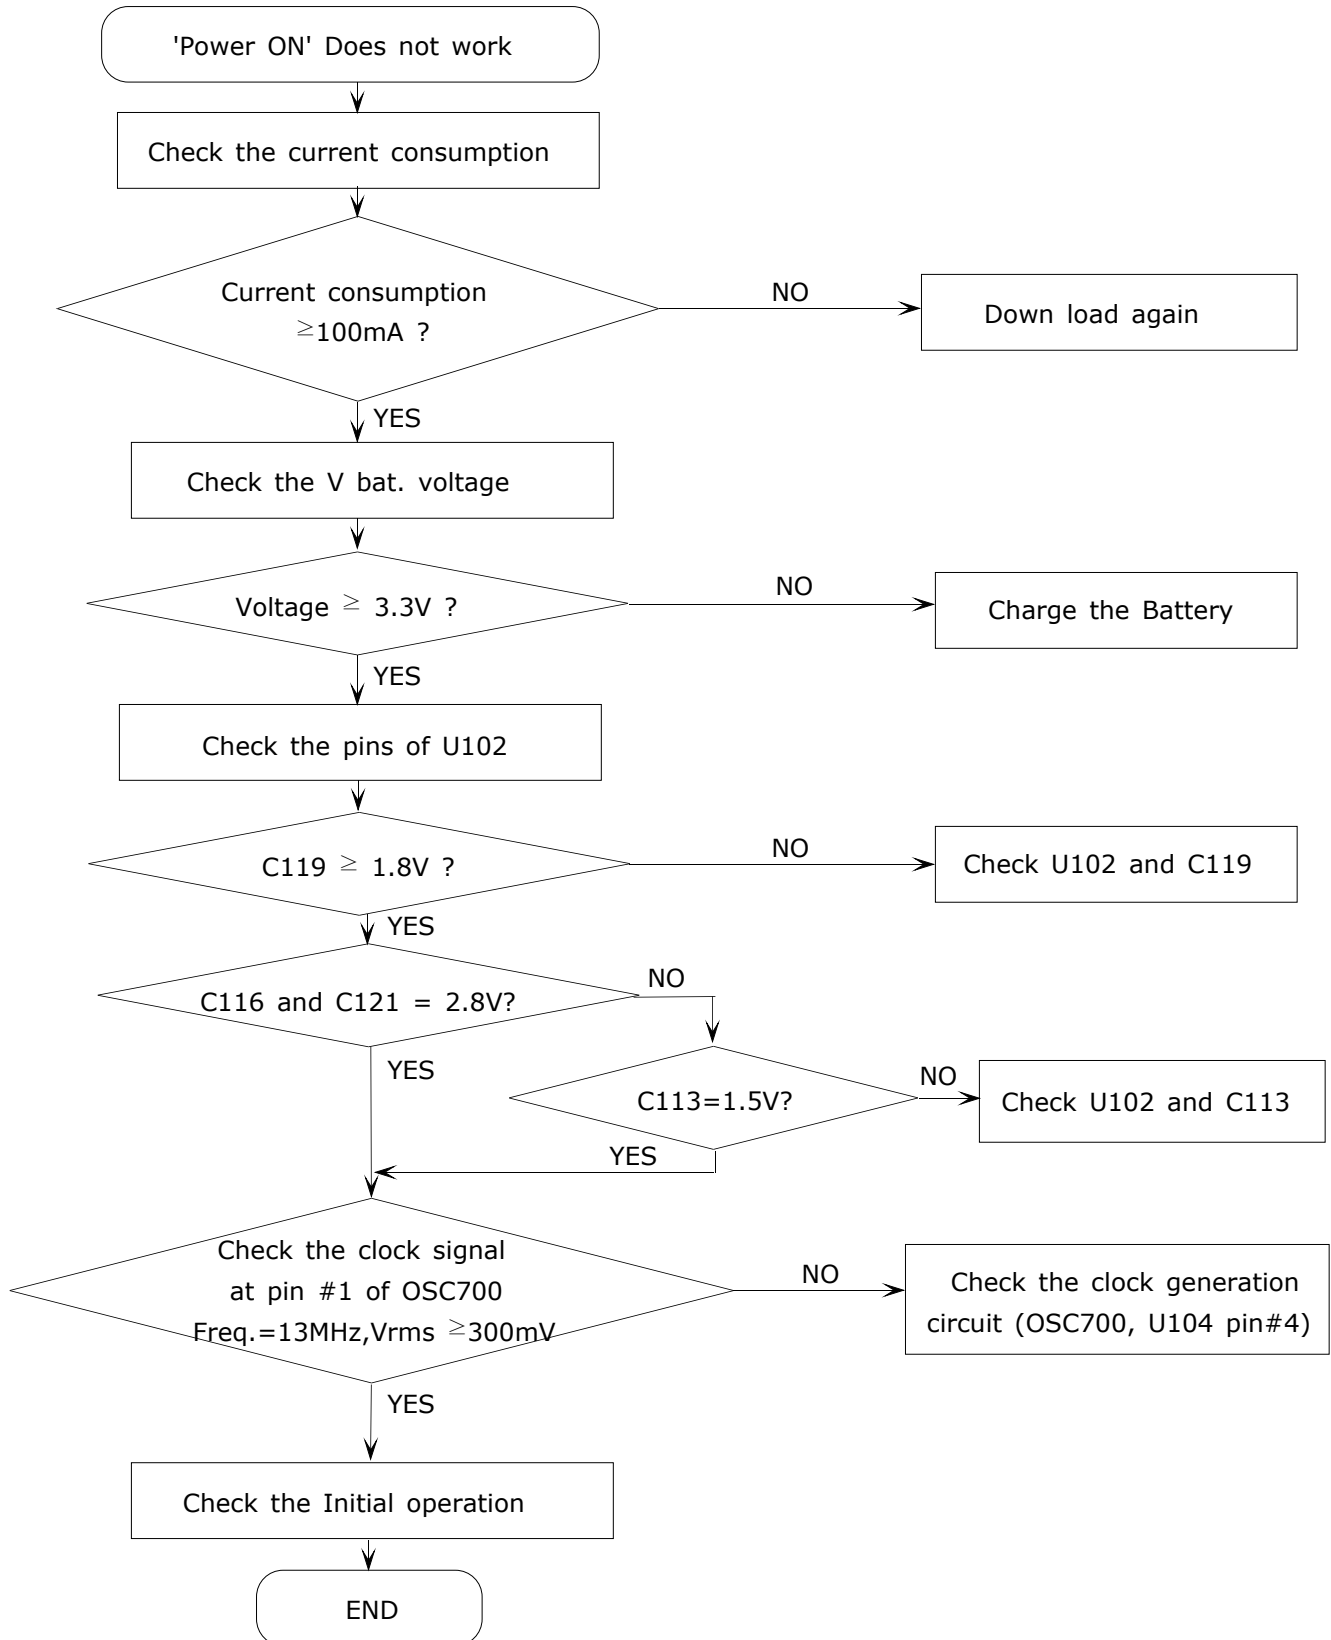 'Power ON' Does not work
Check the current consumption
Current consumption
≧100mA ?
NO
Down load again
YES
Check the V bat. voltage
Voltage ≧ 3.3V ?
NO
Charge the Battery
YES
Check the pins of U102
C119 ≧ 1.8V ?
NO
Check U102 and C119
YES
C116 and C121 = 2.8V?
NO
YES
C113=1.5V?
NO
Check U102 and C113
YES
Check the clock signal
at pin #1 of OSC700
Freq.=13MHz,Vrms ≧300mV
NO
Check the clock generation
circuit (OSC700, U104 pin#4)
YES
Check the Initial operation
END